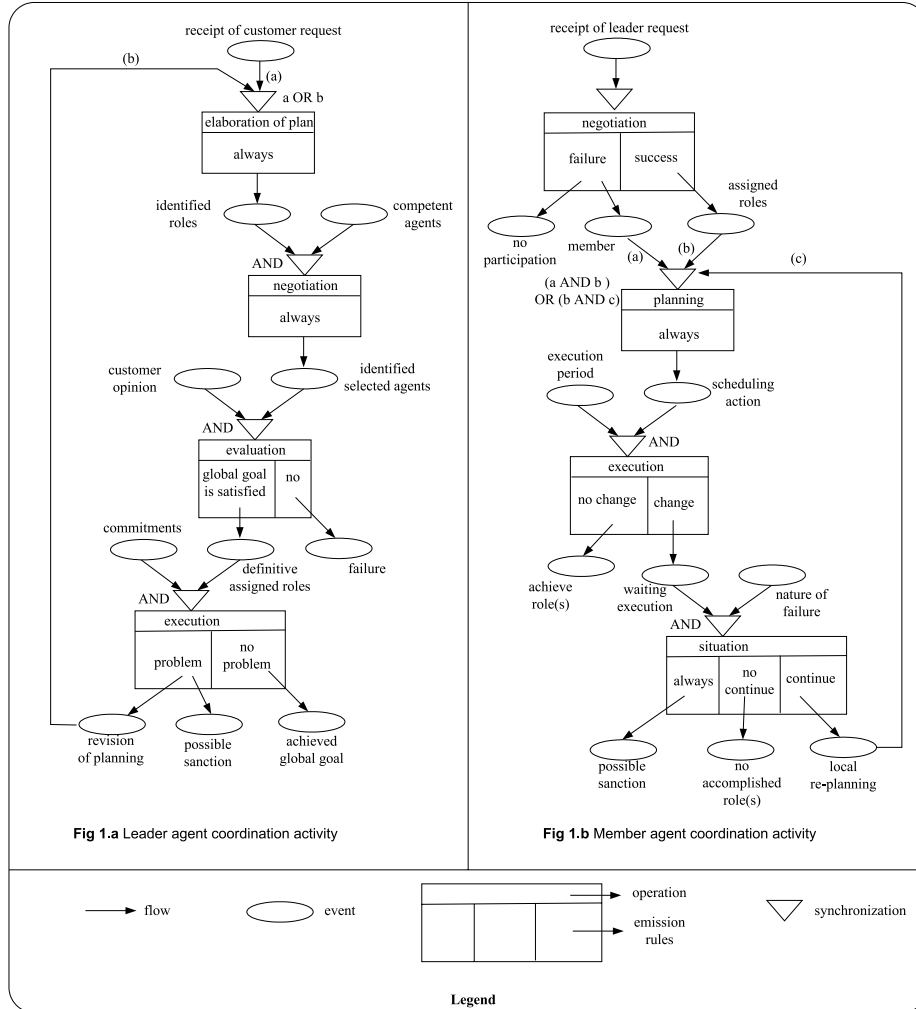 receipt of customer request
(b)
(a)
a OR b
elaboration of plan
always
identified
roles
competent
agents
AND
negotiation
always
customer
opinion
identified
selected agents
AND
evaluation
global goal
is satisfied
no
commitments
definitive
assigned roles
failure
AND
execution
problem
no
problem
revision
of planning
possible
sanction
achieved
global goal
Fig 1.a Leader agent coordination activity
receipt of leader request
negotiation
failure
success
assigned
roles
no
participation
member
(a)
(b)
(c)
(a AND b )
OR (b AND c)
planning
always
execution
period
scheduling
action
AND
execution
no change
change
achieve
role(s)
waiting
execution
nature of
failure
AND
situation
always
no
continue
continue
possible
sanction
no
accomplished
role(s)
local
re-planning
Fig 1.b Member agent coordination activity
flow
event
operation
emission
rules
synchronization
Legend